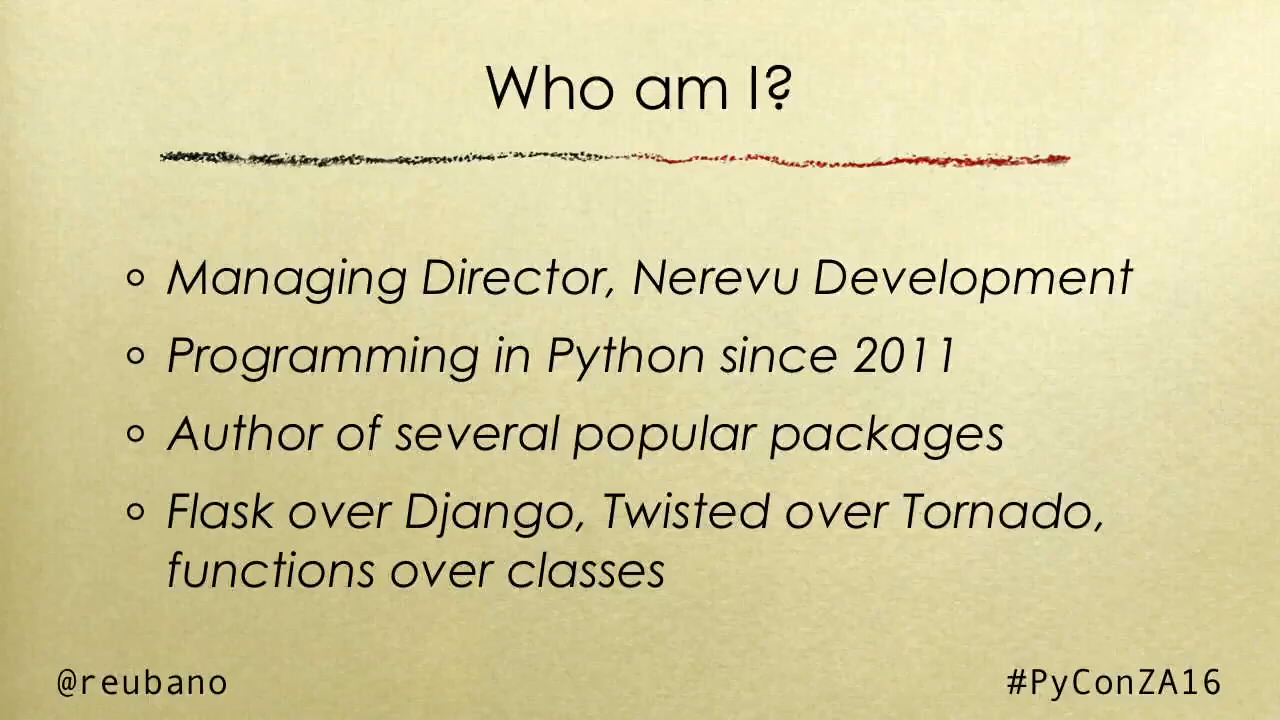 Who am I?
Managing Director, Nerevu Development
Programming in Python since 2011
Author of several popular packages
Flask over Django, Twisted over Tornado,
functions over classes
@reubano
#PyConZA16